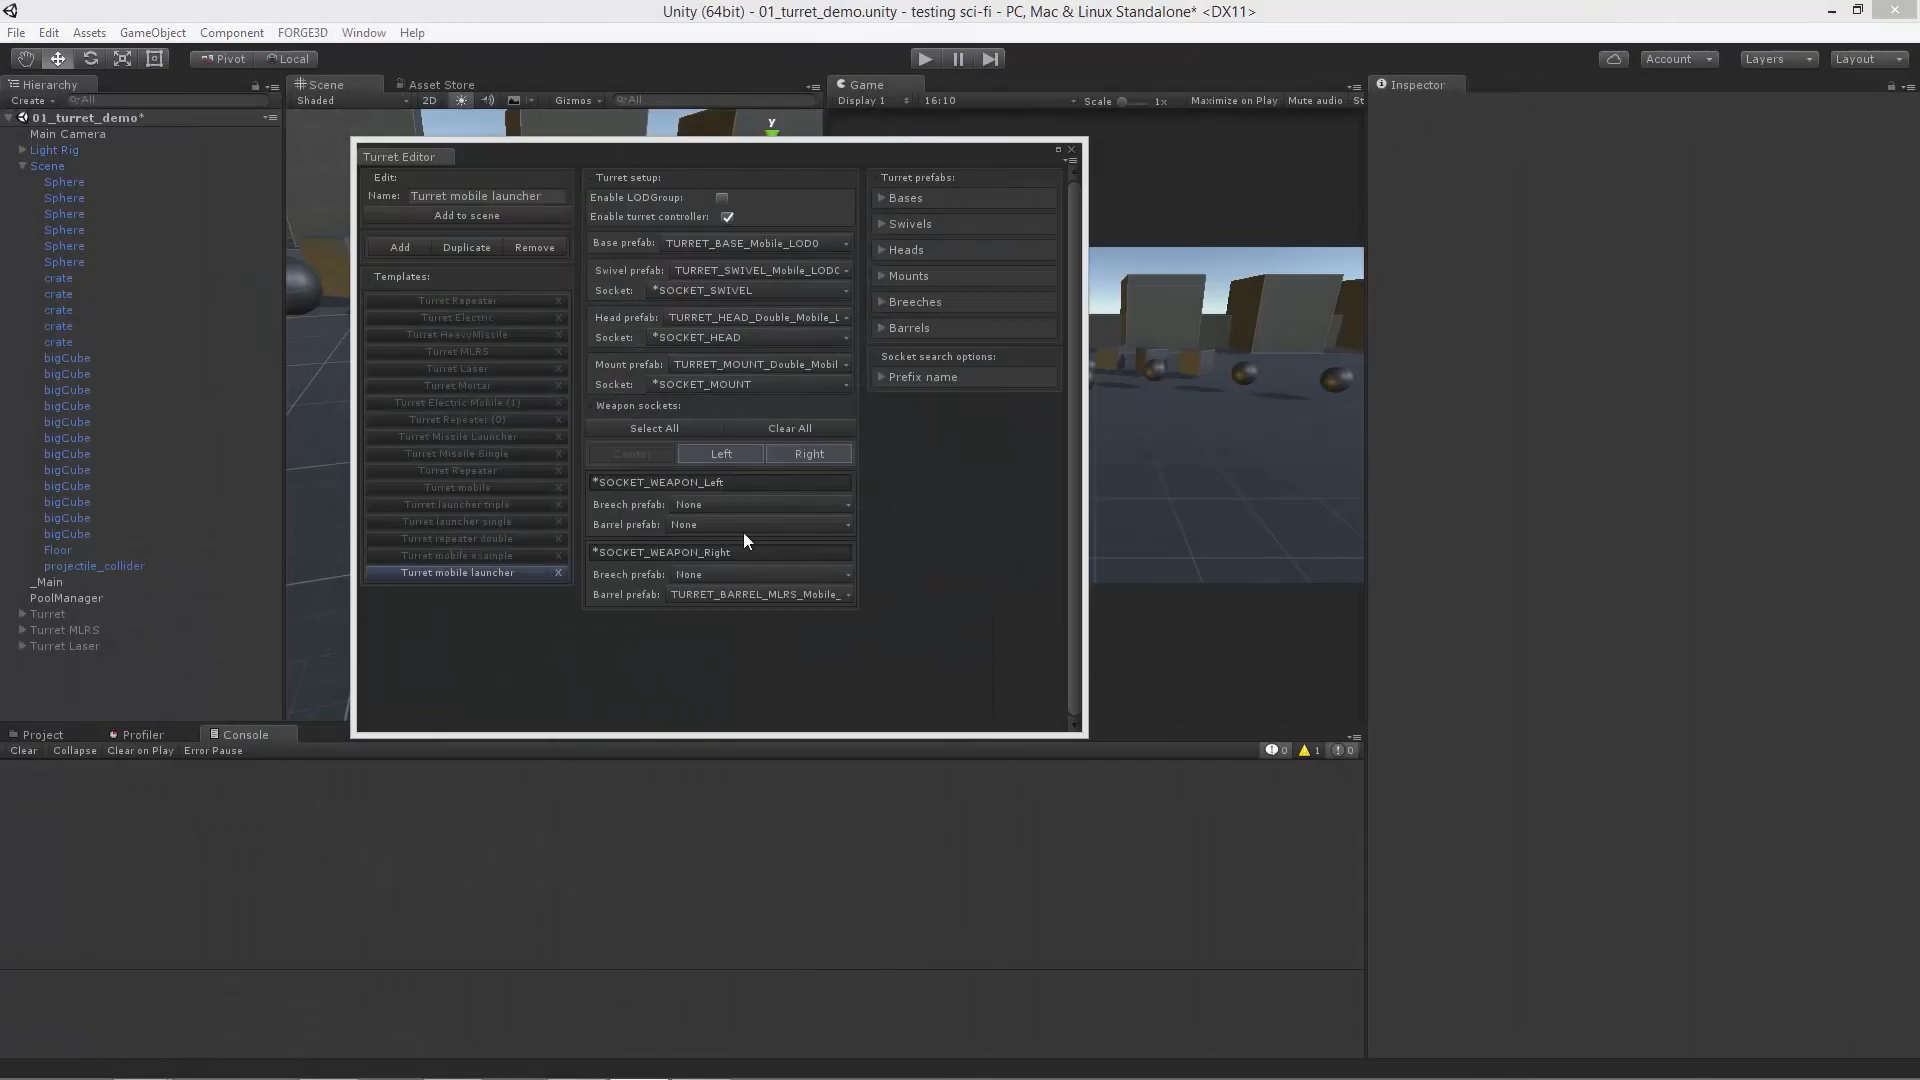 Unity (64bit) - 01_turret_demo.unity - testing sci-fi - PC, Mac & Linux Standalone* <DX11>
File Edit Assets GameObject Component FORGE3D Window Help
Pivot Local Account Layers Layout
Hierarchy Scene Asset Store Game Inspector
Create All Shaded 2D Gizmos All Display 1 16:10 Scale 1x Maximize on Play Mute audio St
01_turret_demo*
Main Camera
Light Rig
Scene
Sphere
Sphere
Sphere
Sphere
Sphere
Sphere
crate
crate
crate
crate
crate
bigCube
bigCube
bigCube
bigCube
bigCube
bigCube
bigCube
bigCube
bigCube
bigCube
bigCube
bigCube
Floor
projectile_collider
_Main
PoolManager
Turret
Turret MLRS
Turret Laser
y
Turret Editor
Edit:
Name: Turret mobile launcher
Add to scene
Add Duplicate Remove
Templates:
Turret Repeater X
Turret Electric X
Turret HeavyMissile X
Turret MLRS X
Turret Laser X
Turret Mortar X
Turret Electric Mobile (1) X
Turret Repeater (0) X
Turret Missile Launcher X
Turret Missile Single X
Turret Repeater X
Turret mobile X
Turret launcher triple X
Turret launcher single X
Turret repeater double X
Turret mobile example X
Turret mobile launcher X
Turret setup:
Enable LODGroup:
Enable turret controller:
Base prefab: TURRET_BASE_Mobile_LOD0
Swivel prefab: TURRET_SWIVEL_Mobile_LOD0
Socket: *SOCKET_SWIVEL
Head prefab: TURRET_HEAD_Double_Mobile_L
Socket: *SOCKET_HEAD
Mount prefab: TURRET_MOUNT_Double_Mobil
Socket: *SOCKET_MOUNT
Weapon sockets:
Select All Clear All
Center Left Right
*SOCKET_WEAPON_Left
Breech prefab: None
Barrel prefab: None
*SOCKET_WEAPON_Right
Breech prefab: None
Barrel prefab: TURRET_BARREL_MLRS_Mobile_
Turret prefabs:
Bases
Swivels
Heads
Mounts
Breeches
Barrels
Socket search options:
Prefix name
Project Profiler Console
Clear Collapse Clear on Play Error Pause 0 1 0